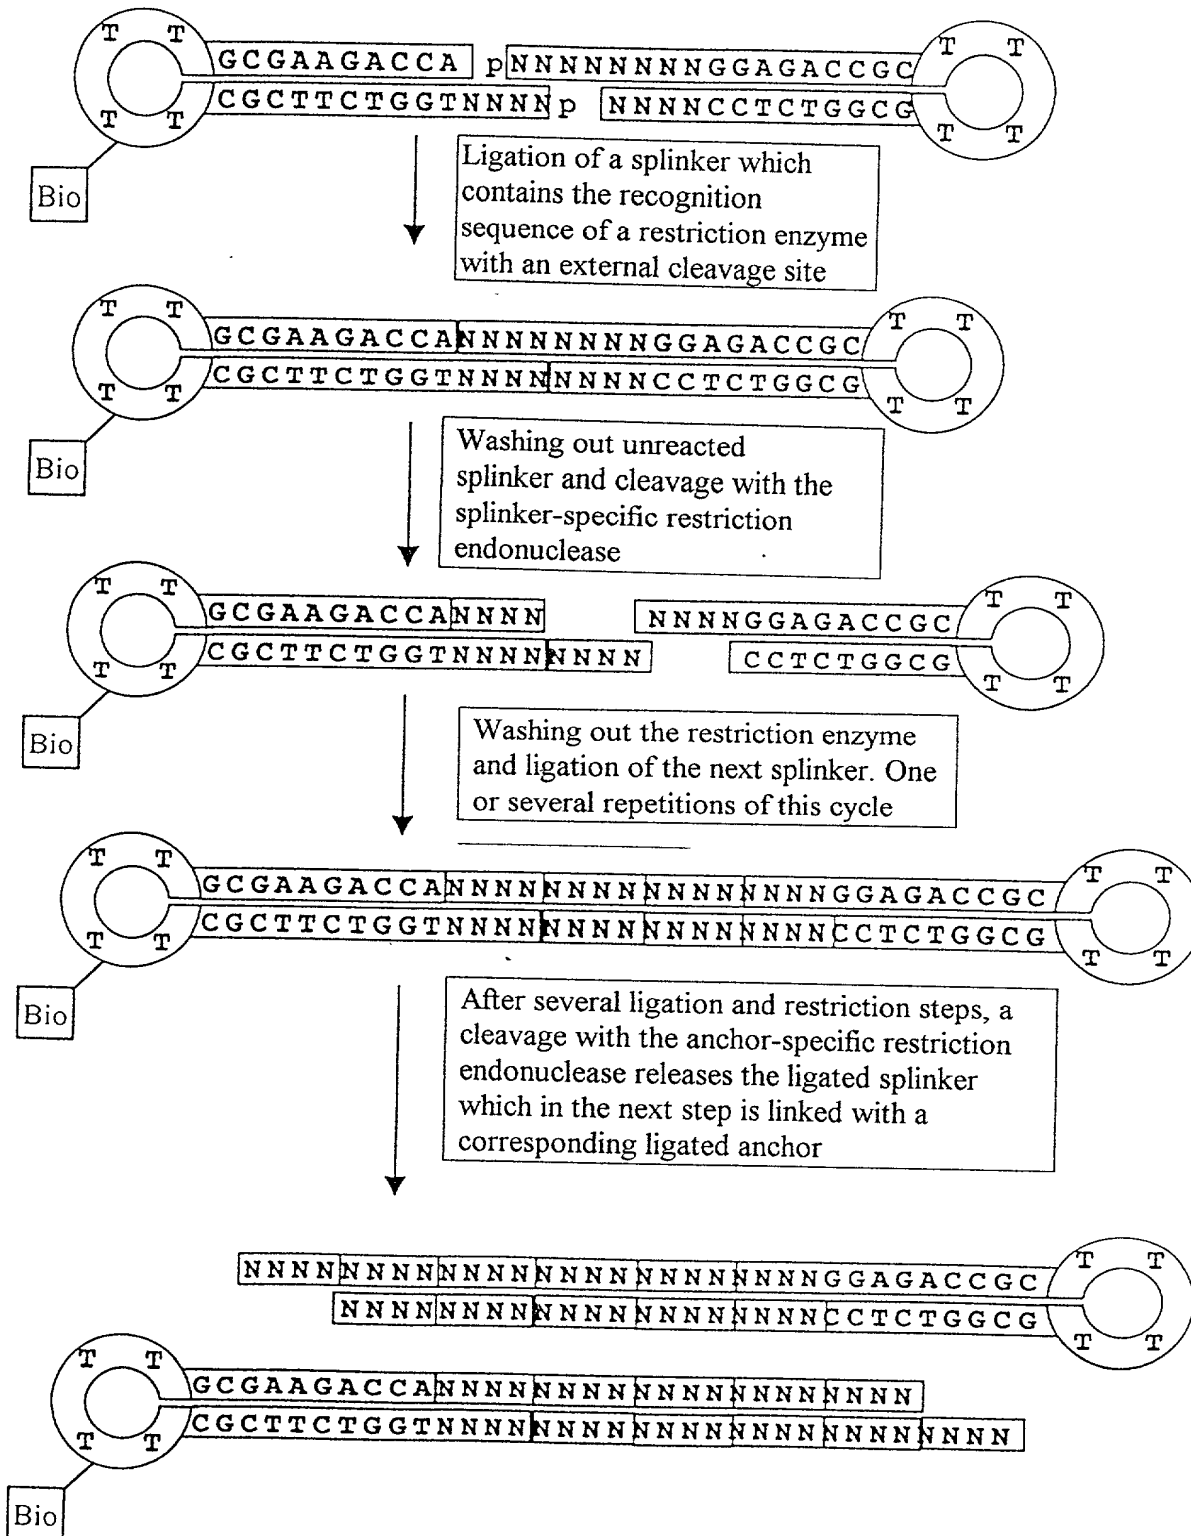 T T T T
GCGAAGACCA pNNNNNNNNGGAGACCGC
CGCTTCTGGTNNNNp NNNNCCTCTGGCG
T T T T
Bio
Ligation of a splinker which
contains the recognition
sequence of a restriction enzyme
with an external cleavage site
T T T T
GCGAAGACCANNNNNNNNGGAGACCGC
CGCTTCTGGTNNNNNNNNCCTCTGGCG
T T T T
Bio
Washing out unreacted
splinker and cleavage with the
splinker-specific restriction
endonuclease
T T T T
GCGAAGACCANNNN NNNNGGAGACCGC
CGCTTCTGGTNNNNNNNN CCTCTGGCG
T T T T
Bio
Washing out the restriction enzyme
and ligation of the next splinker. One
or several repetitions of this cycle
T T T T
GCGAAGACCANNNNNNNNNNNNNNNNGGAGACCGC
CGCTTCTGGTNNNNNNNNNNNNNNNNCCTCTGGCG
T T T T
Bio
After several ligation and restriction steps, a
cleavage with the anchor-specific restriction
endonuclease releases the ligated splinker
which in the next step is linked with a
corresponding ligated anchor
T T
NNNNNNNNNNNNNNNNNNNNNNNNGGAGACCGC
NNNNNNNNNNNNNNNNNNNNCCTCTGGCG
T T
T T
GCGAAGACCANNNNNNNNNNNNNNNNNNNN
CGCTTCTGGTNNNNNNNNNNNNNNNNNNNNNNNN
T T
Bio